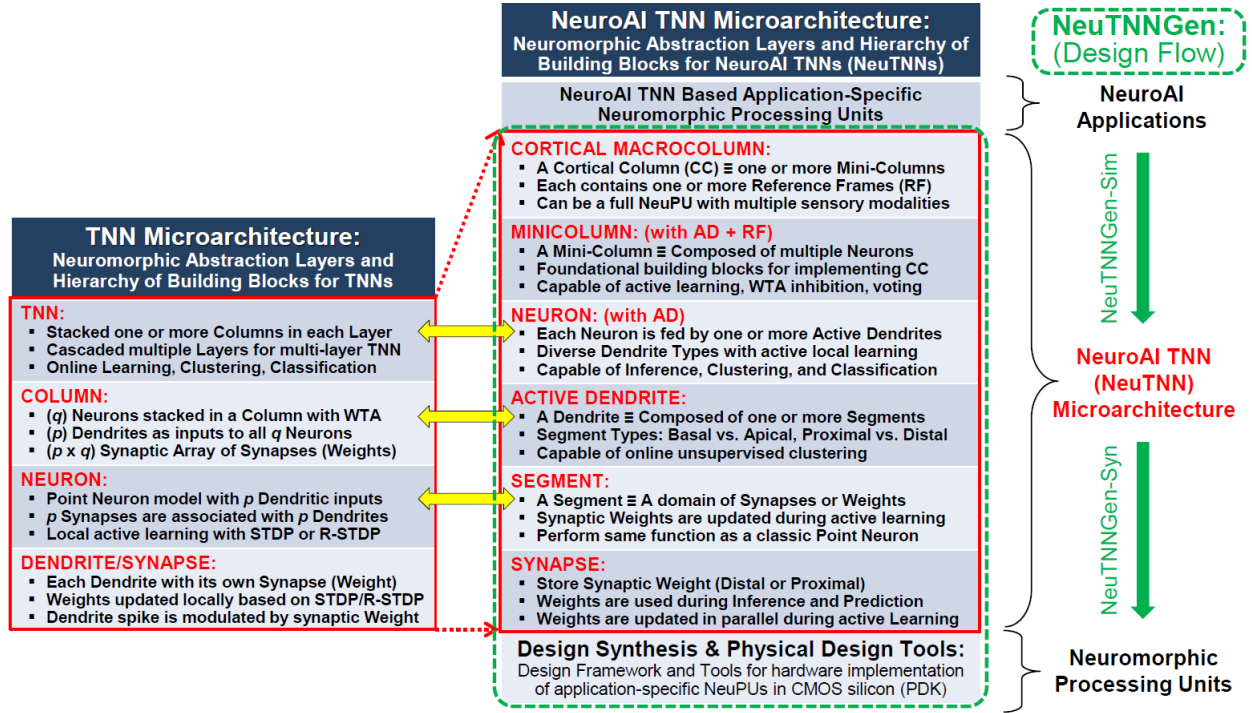 NeuroAI TNN Microarchitecture:
Neuromorphic Abstraction Layers and Hierarchy of
Building Blocks for NeuroAI TNNs (NeuTNNs)
NeuroAI TNN Based Application-Specific
Neuromorphic Processing Units
CORTICAL MACROCOLUMN:
▪ A Cortical Column (CC) ≡ one or more Mini-Columns
▪ Each contains one or more Reference Frames (RF)
▪ Can be a full NeuPU with multiple sensory modalities
MINICOLUMN: (with AD + RF)
▪ A Mini-Column ≡ Composed of multiple Neurons
▪ Foundational building blocks for implementing CC
▪ Capable of active learning, WTA inhibition, voting
NEURON: (with AD)
▪ Each Neuron is fed by one or more Active Dendrites
▪ Diverse Dendrite Types with active local learning
▪ Capable of Inference, Clustering, and Classification
ACTIVE DENDRITE:
▪ A Dendrite ≡ Composed of one or more Segments
▪ Segment Types: Basal vs. Apical, Proximal vs. Distal
▪ Capable of online unsupervised clustering
SEGMENT:
▪ A Segment ≡ A domain of Synapses or Weights
▪ Synaptic Weights are updated during active learning
▪ Perform same function as a classic Point Neuron
SYNAPSE:
▪ Store Synaptic Weight (Distal or Proximal)
▪ Weights are used during Inference and Prediction
▪ Weights are updated in parallel during active Learning
Design Synthesis & Physical Design Tools:
Design Framework and Tools for hardware implementation
of application-specific NeuPUs in CMOS silicon (PDK)
TNN Microarchitecture:
Neuromorphic Abstraction Layers and
Hierarchy of Building Blocks for TNNs
TNN:
▪ Stacked one or more Columns in each Layer
▪ Cascaded multiple Layers for multi-layer TNN
▪ Online Learning, Clustering, Classification
COLUMN:
▪ (q) Neurons stacked in a Column with WTA
▪ (p) Dendrites as inputs to all q Neurons
▪ (p x q) Synaptic Array of Synapses (Weights)
NEURON:
▪ Point Neuron model with p Dendritic inputs
▪ p Synapses are associated with p Dendrites
▪ Local active learning with STDP or R-STDP
DENDRITE/SYNAPSE:
▪ Each Dendrite with its own Synapse (Weight)
▪ Weights updated locally based on STDP/R-STDP
▪ Dendrite spike is modulated by synaptic Weight
NeuTNNGen:
(Design Flow)
NeuroAI
Applications
NeuTNNGen-Sim
NeuroAI TNN
(NeuTNN)
Microarchitecture
NeuTNNGen-Syn
Neuromorphic
Processing Units